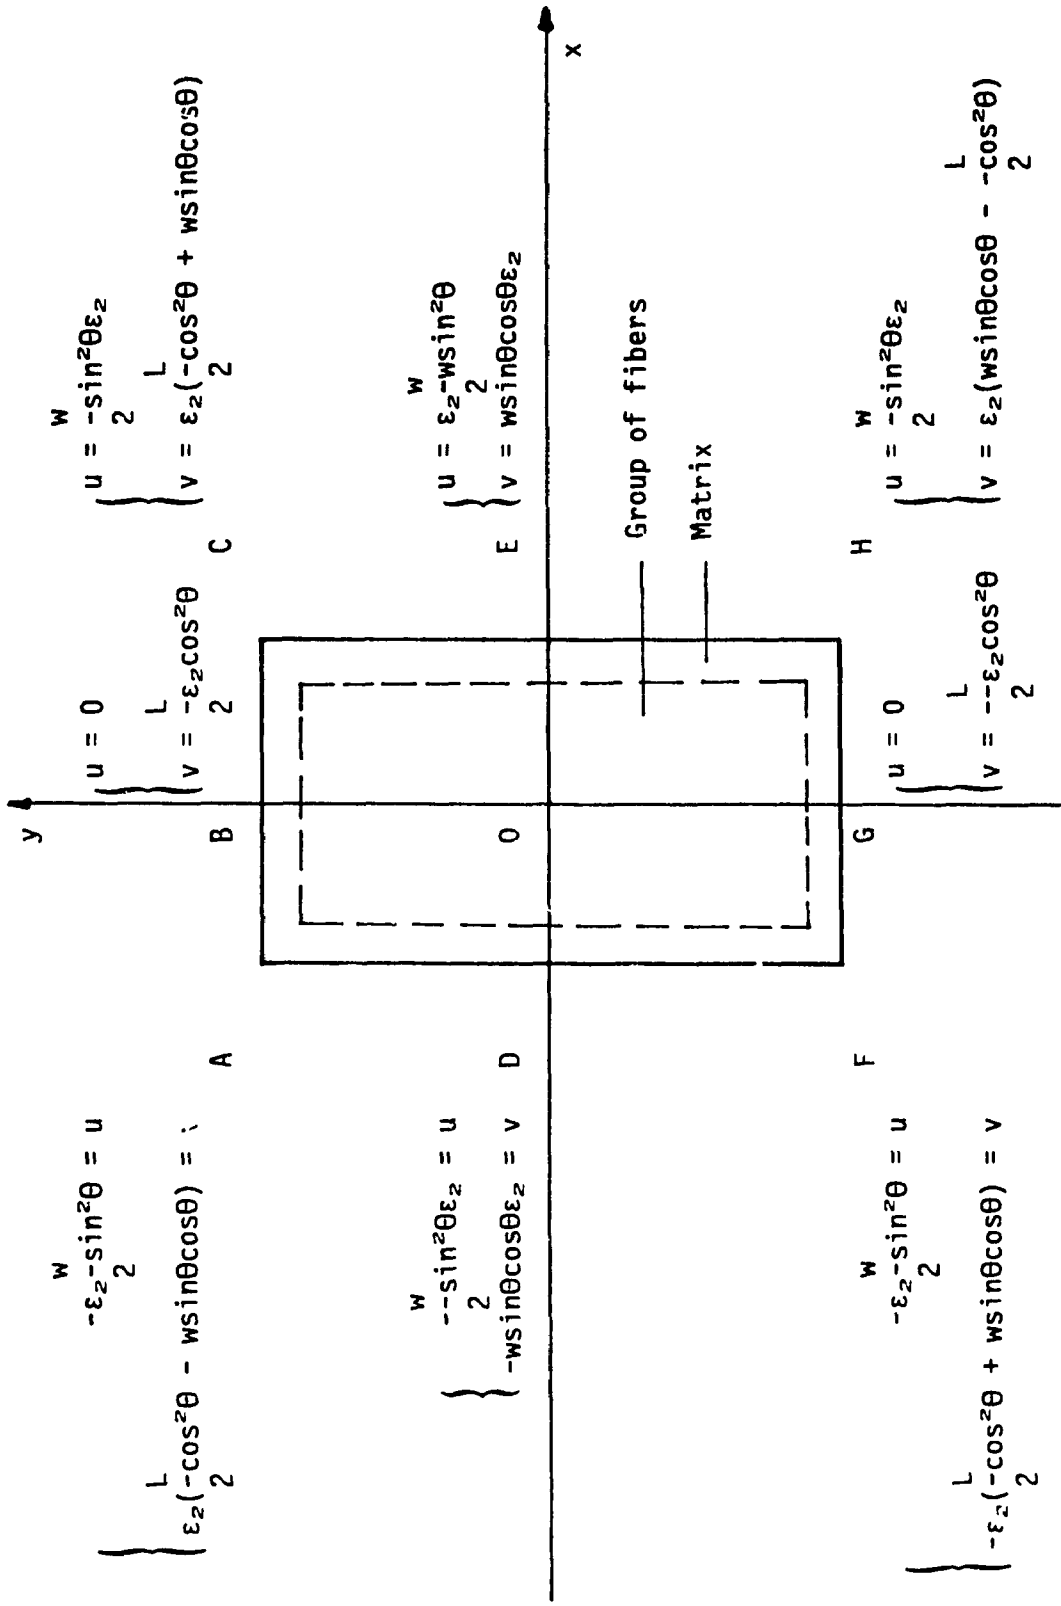 y
w
-ε₂-sin²θ = u
2
L
ε₂(-cos²θ - wsinθcosθ) =
2
A
B
u = 0
L
v = -ε₂cos²θ
2
C
w
u = -sin²θε₂
2
L
v = ε₂(-cos²θ + wsinθcosθ)
2
w
--sin²θε₂ = u
2
-wsinθcosθε₂ = v
D
O
E
w
u = ε₂-wsin²θ
2
v = wsinθcosθε₂
x
Group of fibers
Matrix
w
-ε₂-sin²θ = u
2
L
-ε₂(-cos²θ + wsinθcosθ) = v
2
F
G
u = 0
L
v = --ε₂cos²θ
2
H
w
u = -sin²θε₂
2
L
v = ε₂(wsinθcosθ - -cos²θ)
2